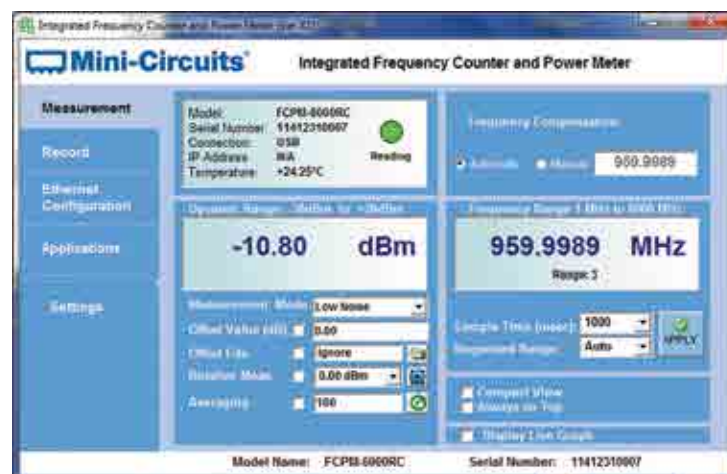 Integrated Frequency Counter and Power Meter
Mini-Circuits
Integrated Frequency Counter and Power Meter
Measurement
Record
Ethernet
Configuration
Applications
Settings
Model: FCPM-6000RC
Serial Number: 11412310007
Connection: USB
IP Address: N/A
Temperature: +24.25°C
Reading
Frequency Compensation
Automatic Manual 959.9989
Dynamic Range:
-10.80 dBm
Frequency Range 1 MHz to 6000 MHz
959.9989 MHz
Range: 3
Measurement Mode Low Noise
Offset Value (dB) 0.00
Offset File Ignore
Relative Meas. 0.00 dBm
Averaging 100
Sample Time (msec): 1000
Requested Range: Auto
APPLY
Compact View
Always on Top
Display Live Graph
Model Name: FCPM-6000RC Serial Number: 11412310007